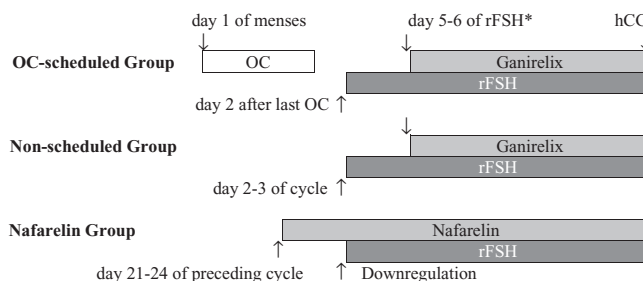 day 1 of menses day 5-6 of rFSH* hCG
OC-scheduled Group OC Ganirelix
rFSH
day 2 after last OC
Non-scheduled Group Ganirelix
rFSH
day 2-3 of cycle
Nafarelin Group Nafarelin
rFSH
day 21-24 of preceding cycle Downregulation